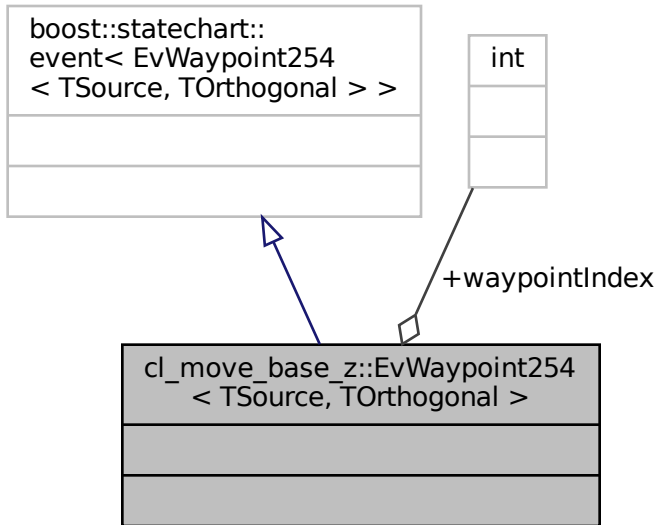 boost::statechart::
event< EvWaypoint254
< TSource, TOrthogonal > >
int
+waypointIndex
cl_move_base_z::EvWaypoint254
< TSource, TOrthogonal >